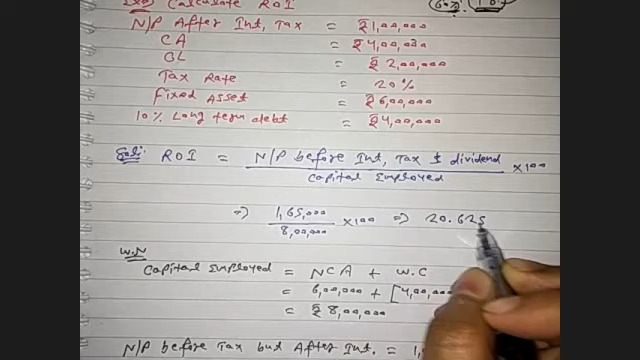 Calculate ROI
N/P After Int, Tax = ₹1,00,000
CA = ₹4,00,000
CL = ₹2,00,000
Tax Rate = 20%
Fixed Asset = ₹6,00,000
10% Long term debt = ₹4,00,000
Sol: ROI = N/P before Int, Tax & dividend / Capital Employed × 100
⇒ 1,65,000 / 8,00,000 × 100 ⇒ 20.625
W.N
Capital Employed = NCA + W.C
= 6,00,000 + [4,00,000
= ₹8,00,000
N/P before Tax but After Int. = 1,